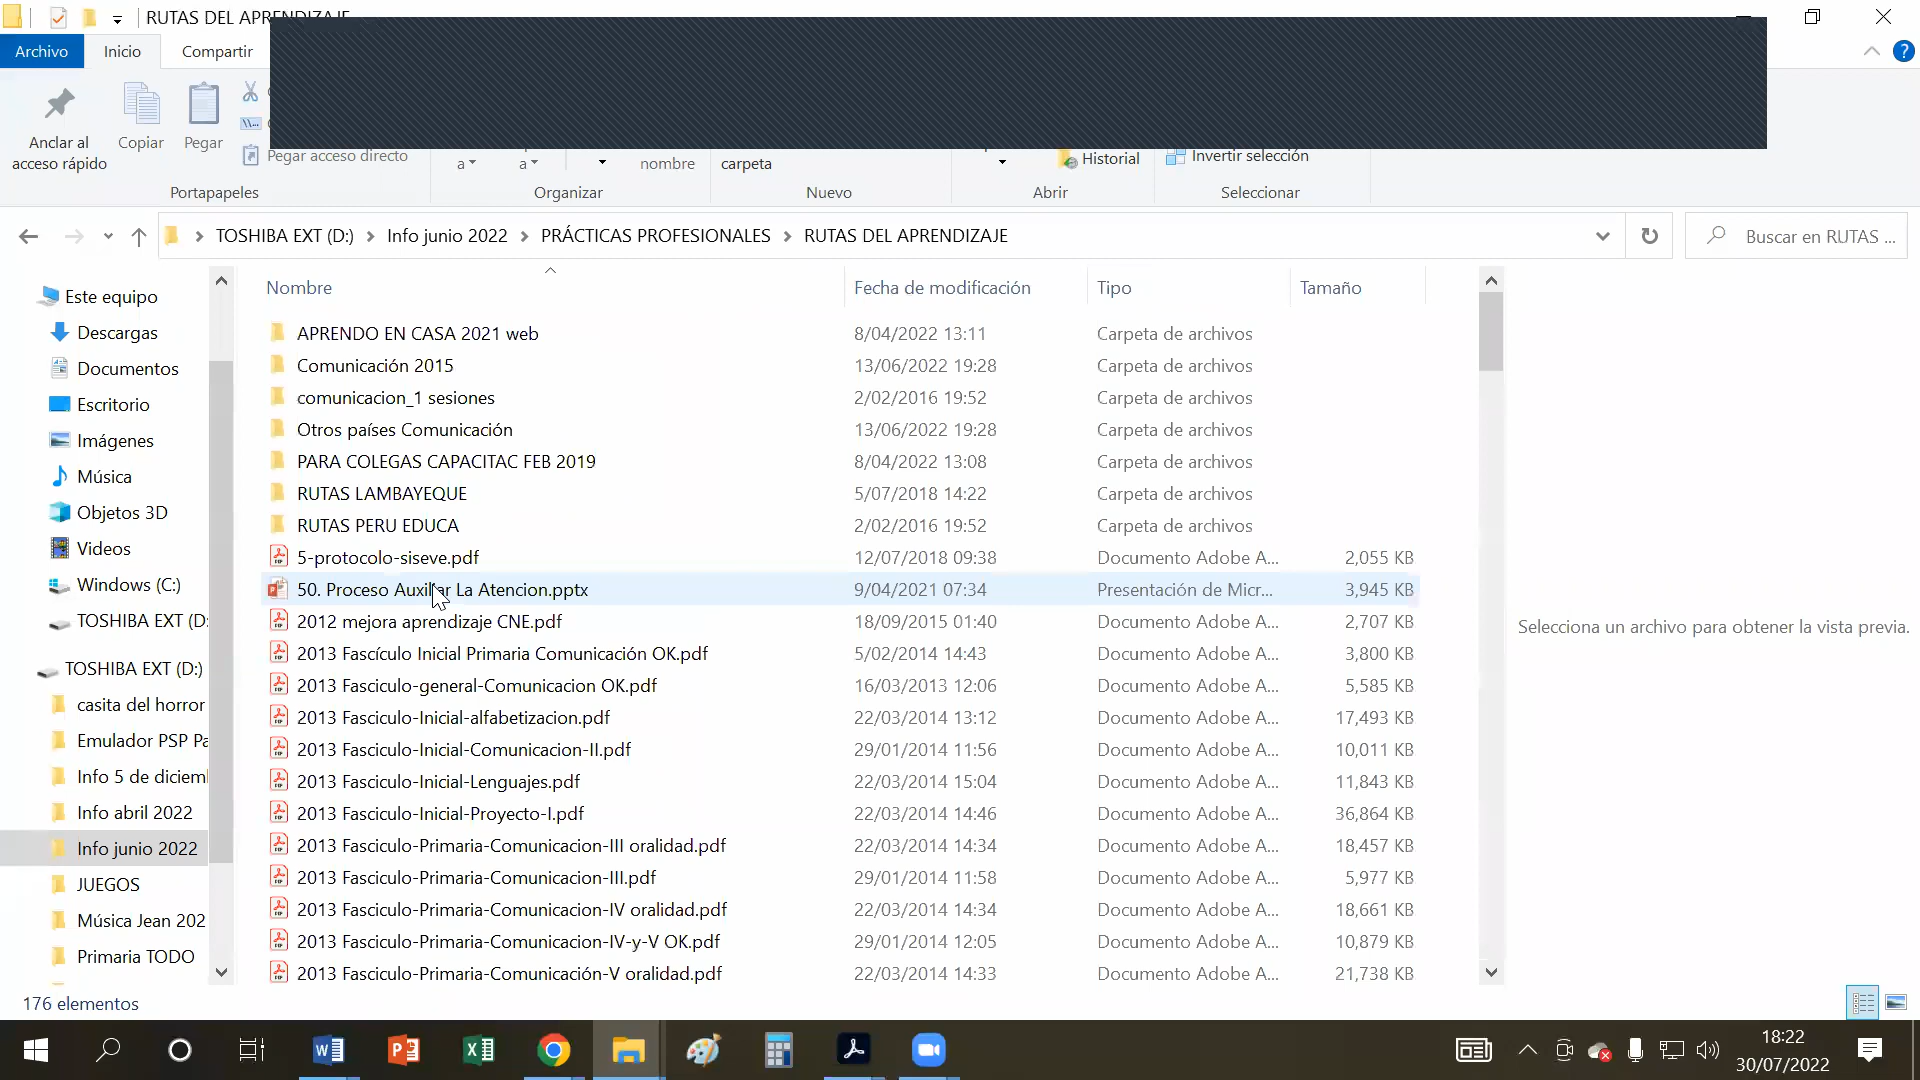 RUTAS DEL APRENDIZAJE
Archivo Inicio Compartir
Anclar al acceso rápido
Copiar
Pegar
Pegar acceso directo
a a nombre carpeta Historial Invertir selección
Portapapeles Organizar Nuevo Abrir Seleccionar
TOSHIBA EXT (D:) Info junio 2022 PRÁCTICAS PROFESIONALES RUTAS DEL APRENDIZAJE
Buscar en RUTAS ...
Este equipo
Descargas
Documentos
Escritorio
Imágenes
Música
Objetos 3D
Videos
Windows (C:)
TOSHIBA EXT (D:
TOSHIBA EXT (D:)
casita del horror
Emulador PSP Pa
Info 5 de diciem
Info abril 2022
Info junio 2022
JUEGOS
Música Jean 202
Primaria TODO
Nombre Fecha de modificación Tipo Tamaño
APRENDO EN CASA 2021 web 8/04/2022 13:11 Carpeta de archivos
Comunicación 2015 13/06/2022 19:28 Carpeta de archivos
comunicacion_1 sesiones 2/02/2016 19:52 Carpeta de archivos
Otros países Comunicación 13/06/2022 19:28 Carpeta de archivos
PARA COLEGAS CAPACITAC FEB 2019 8/04/2022 13:08 Carpeta de archivos
RUTAS LAMBAYEQUE 5/07/2018 14:22 Carpeta de archivos
RUTAS PERU EDUCA 2/02/2016 19:52 Carpeta de archivos
5-protocolo-siseve.pdf 12/07/2018 09:38 Documento Adobe A... 2,055 KB
50. Proceso Auxiliar La Atencion.pptx 9/04/2021 07:34 Presentación de Micr... 3,945 KB
2012 mejora aprendizaje CNE.pdf 18/09/2015 01:40 Documento Adobe A... 2,707 KB
2013 Fascículo Inicial Primaria Comunicación OK.pdf 5/02/2014 14:43 Documento Adobe A... 3,800 KB
2013 Fasciculo-general-Comunicacion OK.pdf 16/03/2013 12:06 Documento Adobe A... 5,585 KB
2013 Fasciculo-Inicial-alfabetizacion.pdf 22/03/2014 13:12 Documento Adobe A... 17,493 KB
2013 Fasciculo-Inicial-Comunicacion-II.pdf 29/01/2014 11:56 Documento Adobe A... 10,011 KB
2013 Fasciculo-Inicial-Lenguajes.pdf 22/03/2014 15:04 Documento Adobe A... 11,843 KB
2013 Fasciculo-Inicial-Proyecto-I.pdf 22/03/2014 14:46 Documento Adobe A... 36,864 KB
2013 Fasciculo-Primaria-Comunicacion-III oralidad.pdf 22/03/2014 14:34 Documento Adobe A... 18,457 KB
2013 Fasciculo-Primaria-Comunicacion-III.pdf 29/01/2014 11:58 Documento Adobe A... 5,977 KB
2013 Fasciculo-Primaria-Comunicacion-IV oralidad.pdf 22/03/2014 14:34 Documento Adobe A... 18,661 KB
2013 Fasciculo-Primaria-Comunicacion-IV-y-V OK.pdf 29/01/2014 12:05 Documento Adobe A... 10,879 KB
2013 Fasciculo-Primaria-Comunicación-V oralidad.pdf 22/03/2014 14:33 Documento Adobe A... 21,738 KB
Selecciona un archivo para obtener la vista previa.
176 elementos
18:22
30/07/2022